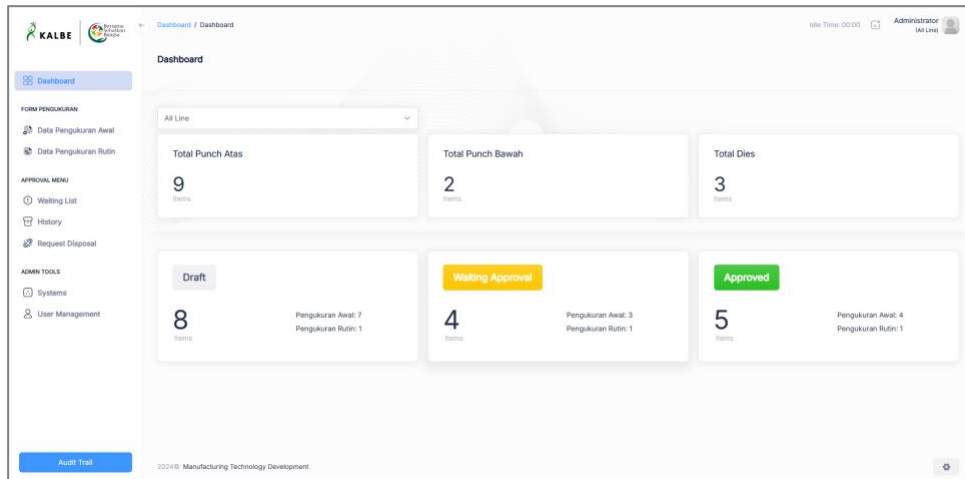 KALBE
Bersama
Sehatkan
Bangsa
Dashboard / Dashboard
Idle Time: 00:00
Administrator
(All Line)
Dashboard
Dashboard
FORM PENGUKURAN
Data Pengukuran Awal
Data Pengukuran Rutin
APPROVAL MENU
Waiting List
History
Request Disposal
ADMIN TOOLS
Systems
User Management
Audit Trail
All Line
Total Punch Atas
9
Items
Total Punch Bawah
2
Items
Total Dies
3
Items
Draft
8
Items
Pengukuran Awal: 7
Pengukuran Rutin: 1
Waiting Approval
4
Items
Pengukuran Awal: 3
Pengukuran Rutin: 1
Approved
5
Items
Pengukuran Awal: 4
Pengukuran Rutin: 1
2024© Manufacturing Technology Development